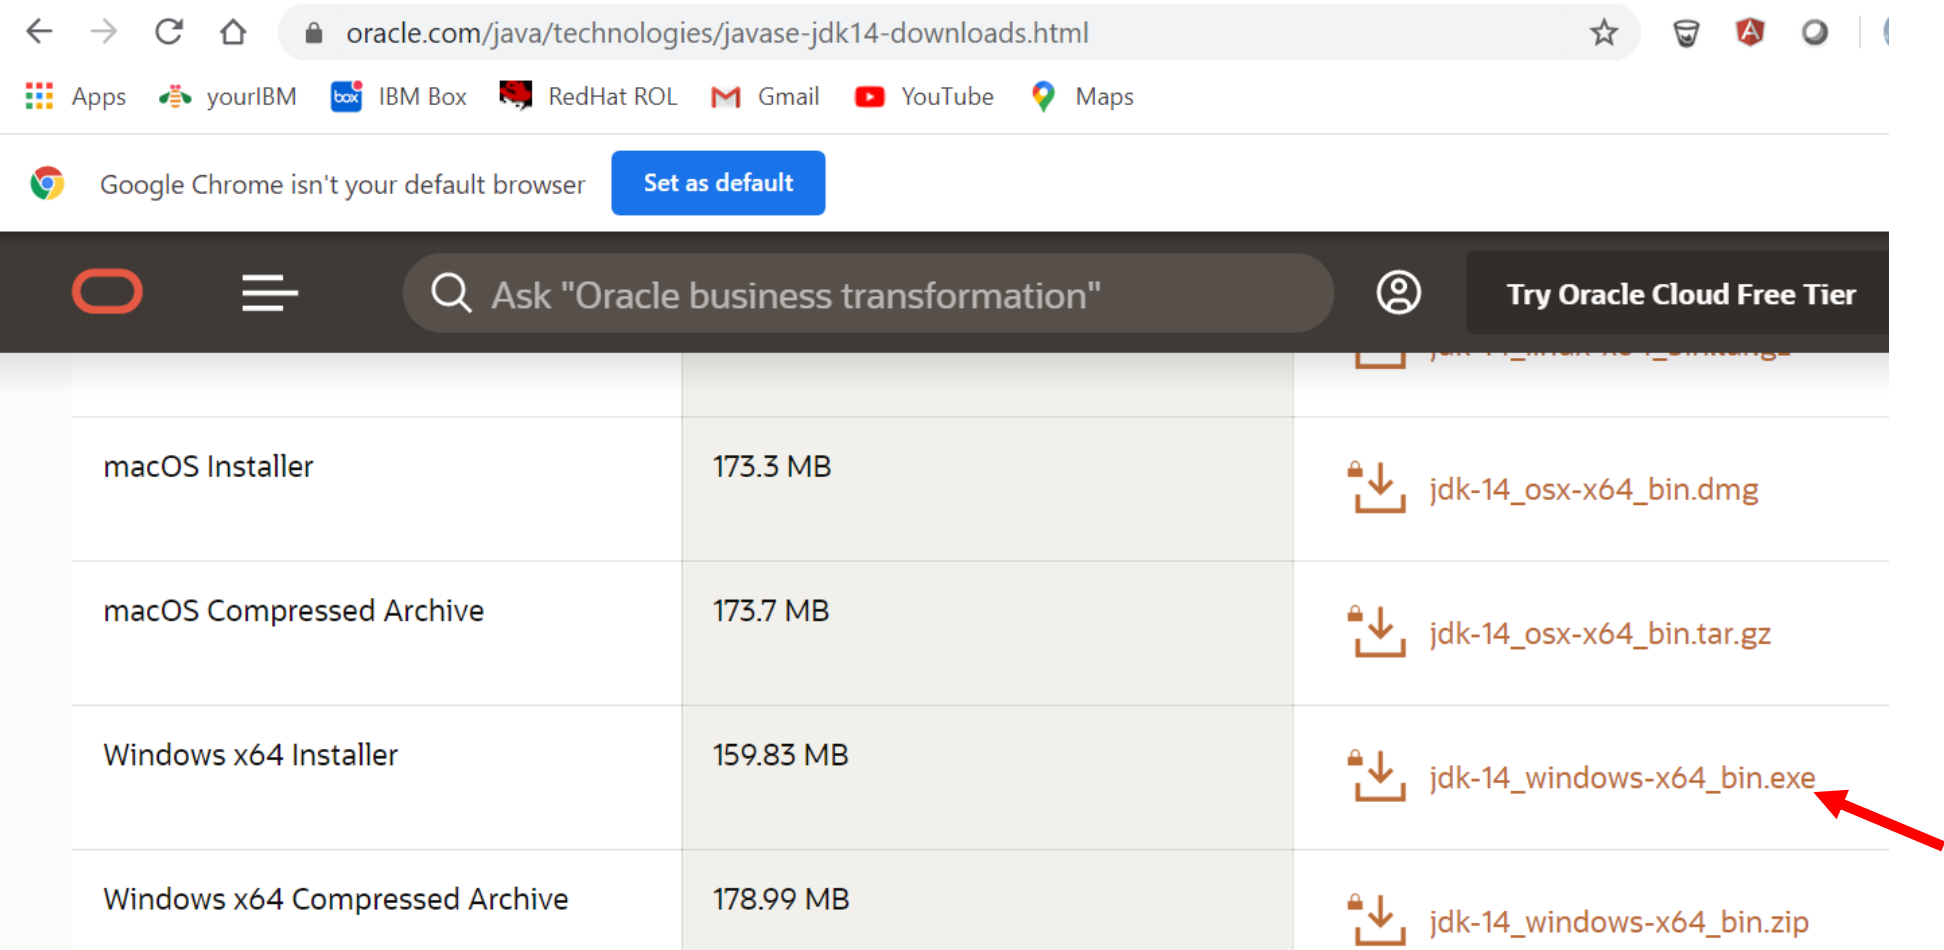 oracle.com/java/technologies/javase-jdk14-downloads.html
Apps yourIBM box IBM Box RedHat ROL Gmail YouTube Maps
Google Chrome isn't your default browser Set as default
Ask "Oracle business transformation" Try Oracle Cloud Free Tier
macOS Installer 173.3 MB jdk-14_osx-x64_bin.dmg
macOS Compressed Archive 173.7 MB jdk-14_osx-x64_bin.tar.gz
Windows x64 Installer 159.83 MB jdk-14_windows-x64_bin.exe
Windows x64 Compressed Archive 178.99 MB jdk-14_windows-x64_bin.zip